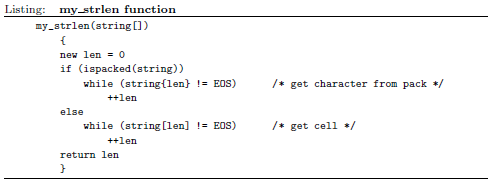 Listing: my_strlen function
my_strlen(string[])
{
new len = 0
if (ispacked(string))
while (string{len} != EOS) /* get character from pack */
++len
else
while (string[len] != EOS) /* get cell */
++len
return len
}